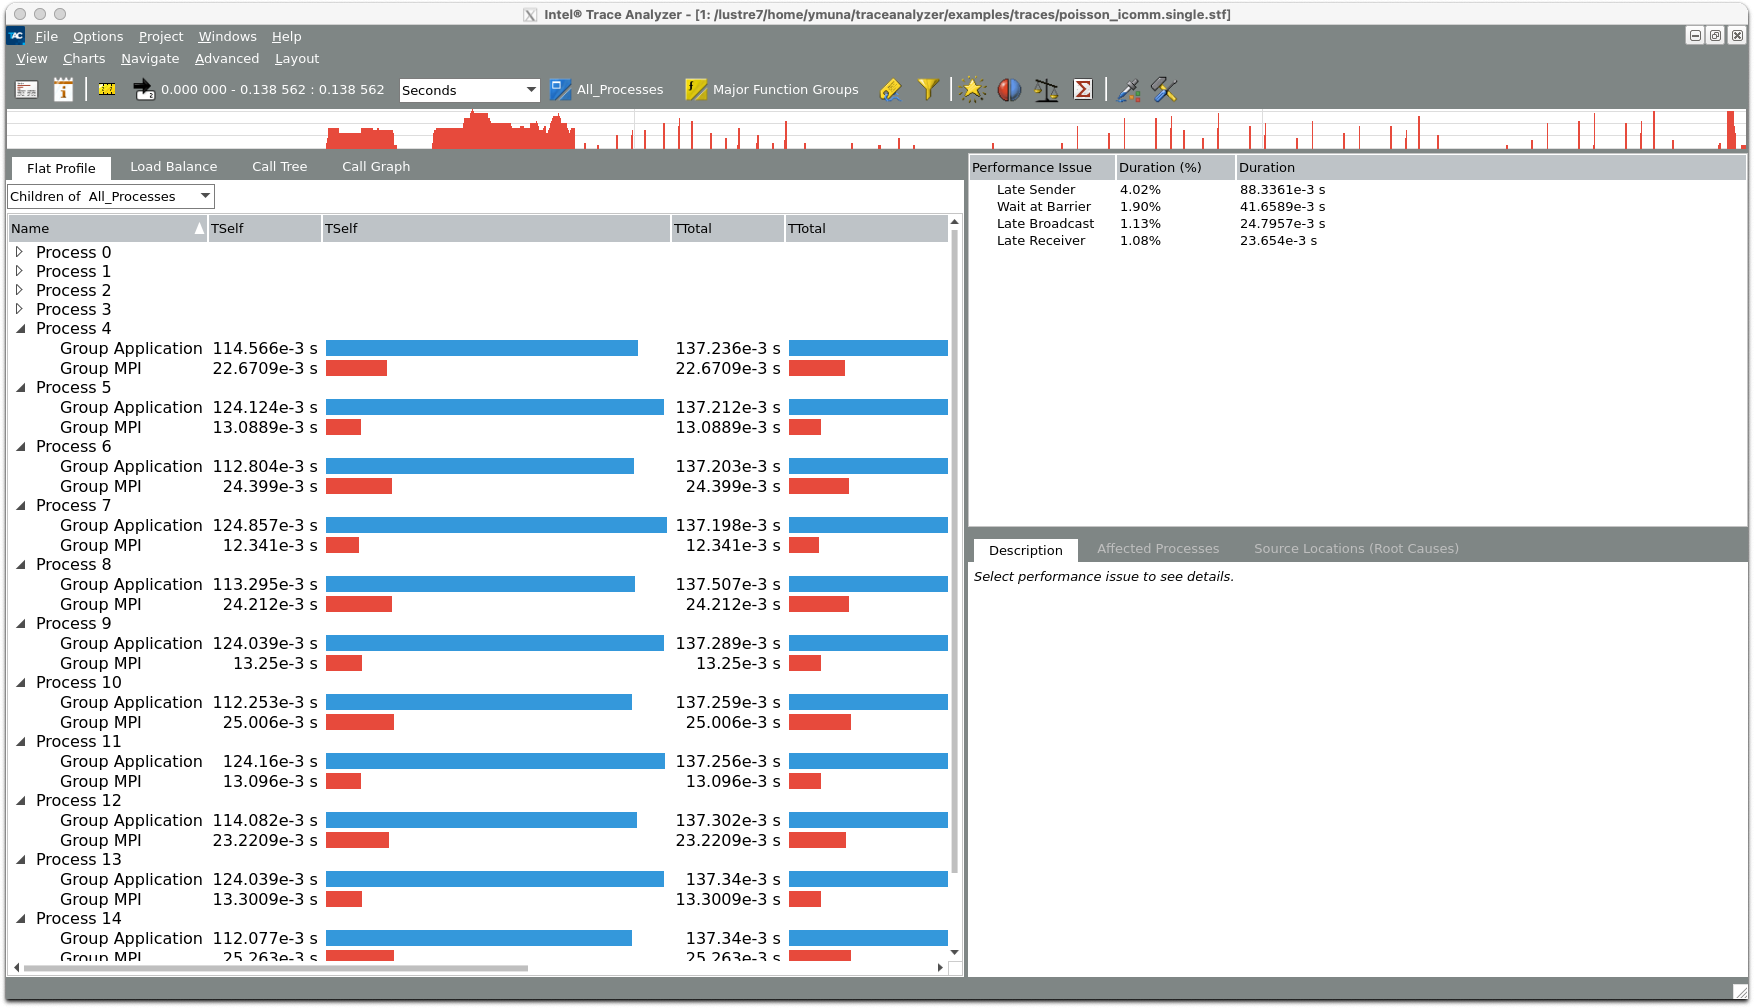 Intel® Trace Analyzer - [1: /lustre7/home/ymuna/traceanalyzer/examples/traces/poisson_icomm.single.stf]
File Options Project Windows Help
View Charts Navigate Advanced Layout
0.000 000 - 0.138 562 : 0.138 562 Seconds All_Processes Major Function Groups
Flat Profile Load Balance Call Tree Call Graph
Children of All_Processes
Name TSelf TSelf TTotal TTotal
Process 0
Process 1
Process 2
Process 3
Process 4
Group Application 114.566e-3 s 137.236e-3 s
Group MPI 22.6709e-3 s 22.6709e-3 s
Process 5
Group Application 124.124e-3 s 137.212e-3 s
Group MPI 13.0889e-3 s 13.0889e-3 s
Process 6
Group Application 112.804e-3 s 137.203e-3 s
Group MPI 24.399e-3 s 24.399e-3 s
Process 7
Group Application 124.857e-3 s 137.198e-3 s
Group MPI 12.341e-3 s 12.341e-3 s
Process 8
Group Application 113.295e-3 s 137.507e-3 s
Group MPI 24.212e-3 s 24.212e-3 s
Process 9
Group Application 124.039e-3 s 137.289e-3 s
Group MPI 13.25e-3 s 13.25e-3 s
Process 10
Group Application 112.253e-3 s 137.259e-3 s
Group MPI 25.006e-3 s 25.006e-3 s
Process 11
Group Application 124.16e-3 s 137.256e-3 s
Group MPI 13.096e-3 s 13.096e-3 s
Process 12
Group Application 114.082e-3 s 137.302e-3 s
Group MPI 23.2209e-3 s 23.2209e-3 s
Process 13
Group Application 124.039e-3 s 137.34e-3 s
Group MPI 13.3009e-3 s 13.3009e-3 s
Process 14
Group Application 112.077e-3 s 137.34e-3 s
Group MPI 25.263e-3 s 25.263e-3 s
Performance Issue Duration (%) Duration
Late Sender 4.02% 88.3361e-3 s
Wait at Barrier 1.90% 41.6589e-3 s
Late Broadcast 1.13% 24.7957e-3 s
Late Receiver 1.08% 23.654e-3 s
Description Affected Processes Source Locations (Root Causes)
Select performance issue to see details.